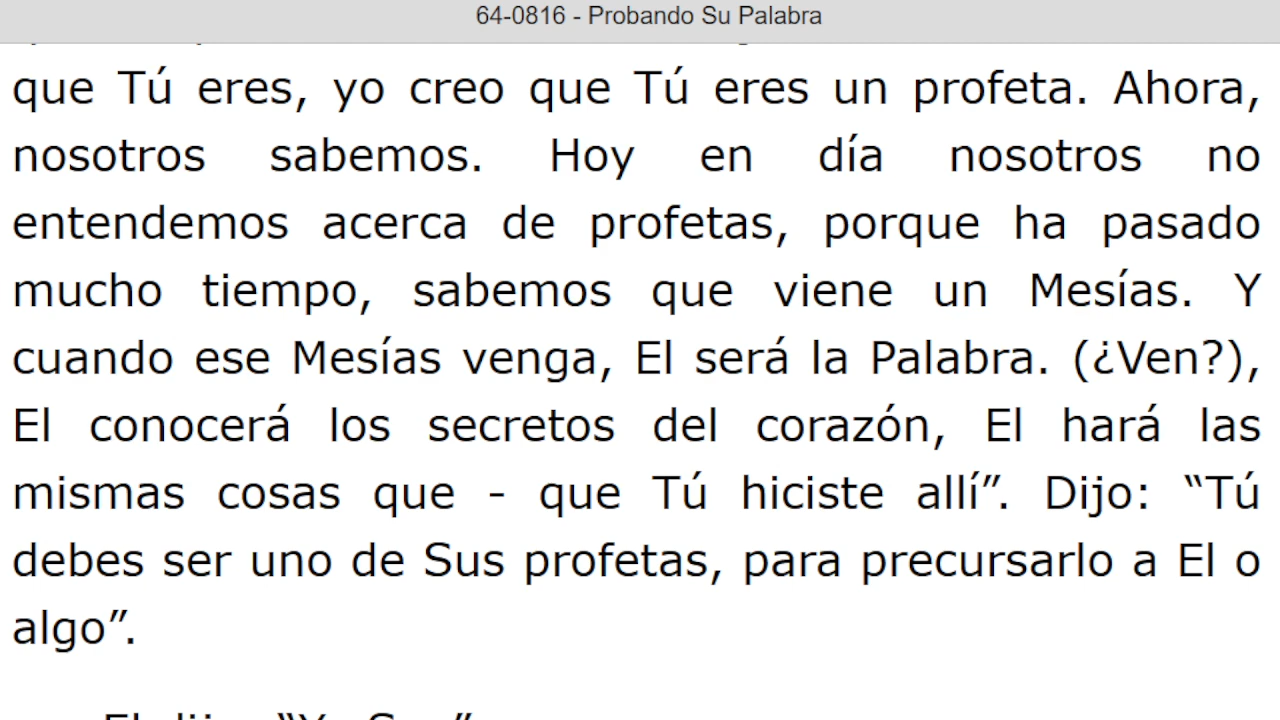 64-0816 - Probando Su Palabra
que Tú eres, yo creo que Tú eres un profeta. Ahora,
nosotros sabemos. Hoy en día nosotros no
entendemos acerca de profetas, porque ha pasado
mucho tiempo, sabemos que viene un Mesías. Y
cuando ese Mesías venga, El será la Palabra. (¿Ven?),
El conocerá los secretos del corazón, El hará las
mismas cosas que - que Tú hiciste allí”. Dijo: “Tú
debes ser uno de Sus profetas, para precursarlo a El o
algo”.